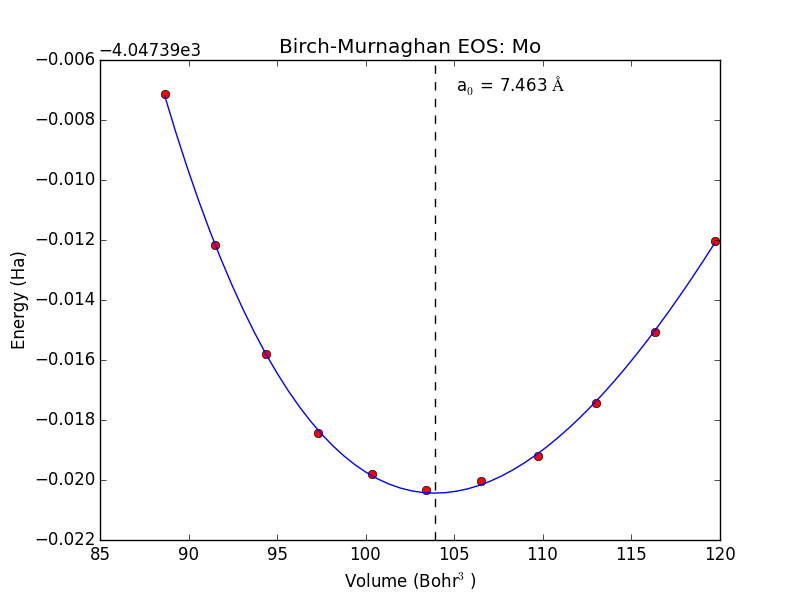 Birch-Murnaghan EOS: Mo
−4.04739e3
a₀ = 7.463 Å
−0.006
−0.008
−0.010
−0.012
−0.014
−0.016
−0.018
−0.020
−0.022
Energy (Ha)
85 90 95 100 105 110 115 120
Volume (Bohr³ )